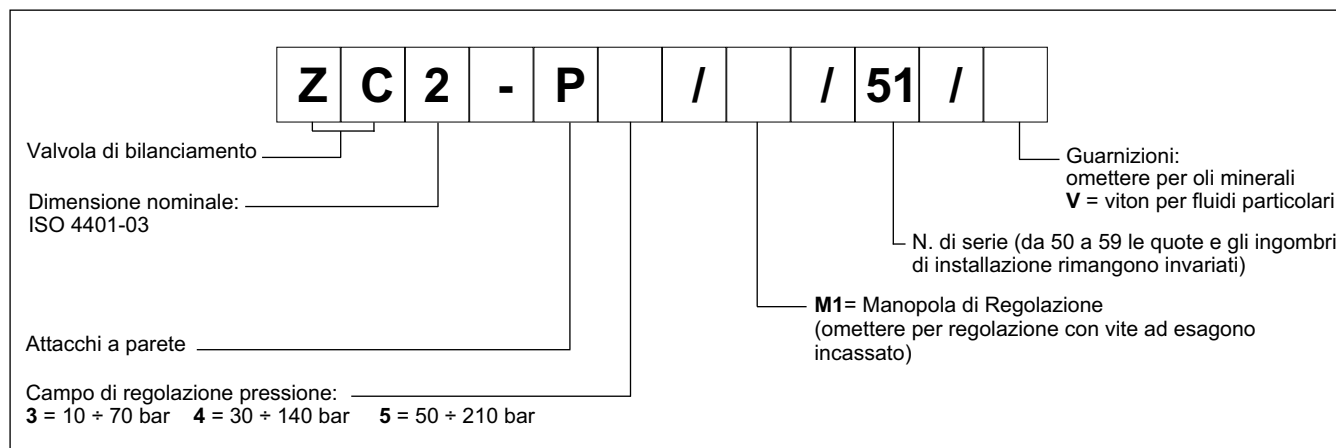 Z C 2 - P / / 51 /
Valvola di bilanciamento
Dimensione nominale:
ISO 4401-03
Attacchi a parete
Campo di regolazione pressione:
3 = 10 ÷ 70 bar 4 = 30 ÷ 140 bar 5 = 50 ÷ 210 bar
Guarnizioni:
omettere per oli minerali
V = viton per fluidi particolari
N. di serie (da 50 a 59 le quote e gli ingombri
di installazione rimangono invariati)
M1= Manopola di Regolazione
(omettere per regolazione con vite ad esagono
incassato)